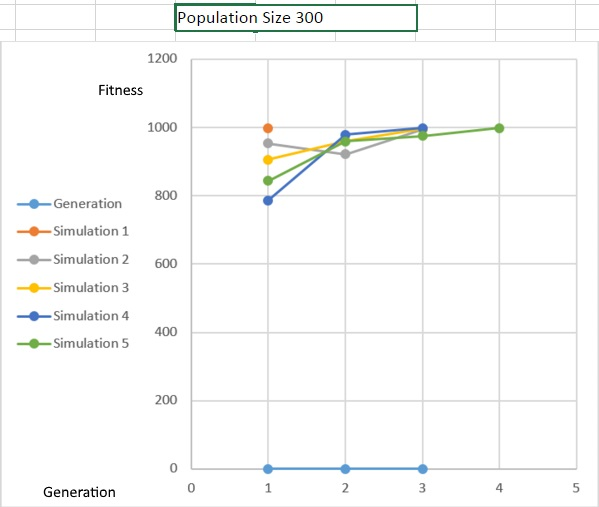 Population Size 300
Fitness
1200
1000
800
600
400
200
0
Generation
Simulation 1
Simulation 2
Simulation 3
Simulation 4
Simulation 5
0 1 2 3 4 5
Generation